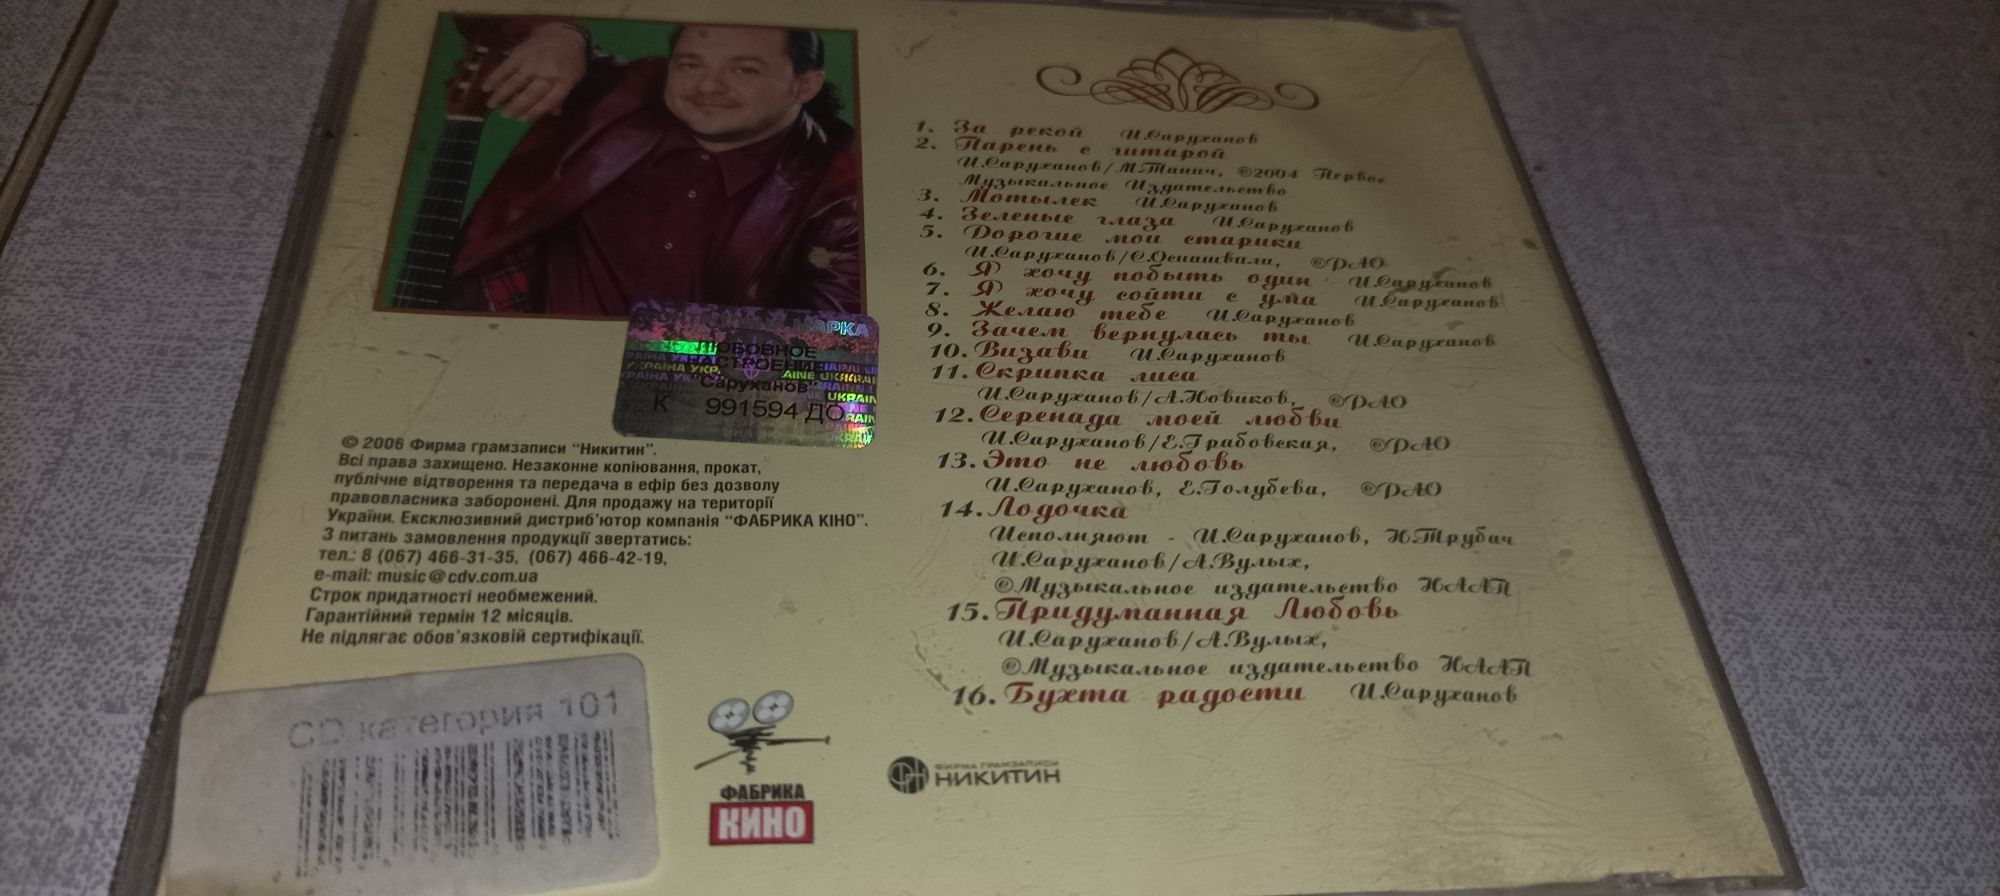 1. За рекой И.Саруханов
2. Парень с гитарой
И.Саруханов/М.Танич, ©2004 Первое
Музыкальное Издательство
3. Мотылек И.Саруханов
4. Зеленые глаза И.Саруханов
5. Дорогие мои старики
И.Саруханов/С.Осиашвили, ©РАО
6. Я хочу побыть один И.Саруханов
7. Я хочу сойти с ума И.Саруханов
8. Желаю тебе И.Саруханов
9. Зачем вернулась ты И.Саруханов
10. Визави И.Саруханов
11. Скрипка лиса
И.Саруханов/А.Новиков, ©РАО
12. Серенада моей любви
И.Саруханов/Е.Грабовская, ©РАО
13. Это не любовь
И.Саруханов, Е.Голубева, ©РАО
14. Лодочка
Исполняют - И.Саруханов, Н.Трубач
И.Саруханов/А.Вулых,
©Музыкальное издательство НААП
15. Придуманная Любовь
И.Саруханов/А.Вулых,
©Музыкальное издательство НААП
16. Бухта радости И.Саруханов
МАРКА
"Саруханов"
К 991594 ДО
© 2006 Фирма грамзаписи "Никитин".
Всі права захищено. Незаконне копіювання, прокат,
публічне відтворення та передача в ефір без дозволу
правовласника заборонені. Для продажу на території
України. Ексклюзивний дистриб'ютор компанія "ФАБРИКА КІНО".
З питань замовлення продукції звертатись:
тел.: 8 (067) 466-31-35, (067) 466-42-19,
e-mail: music@cdv.com.ua
Строк придатності необмежений.
Гарантійний термін 12 місяців.
Не підлягає обов'язковій сертифікації.
CD категория 101
ФАБРИКА
КИНО
ФИРМА ГРАМЗАПИСИ
НИКИТИН